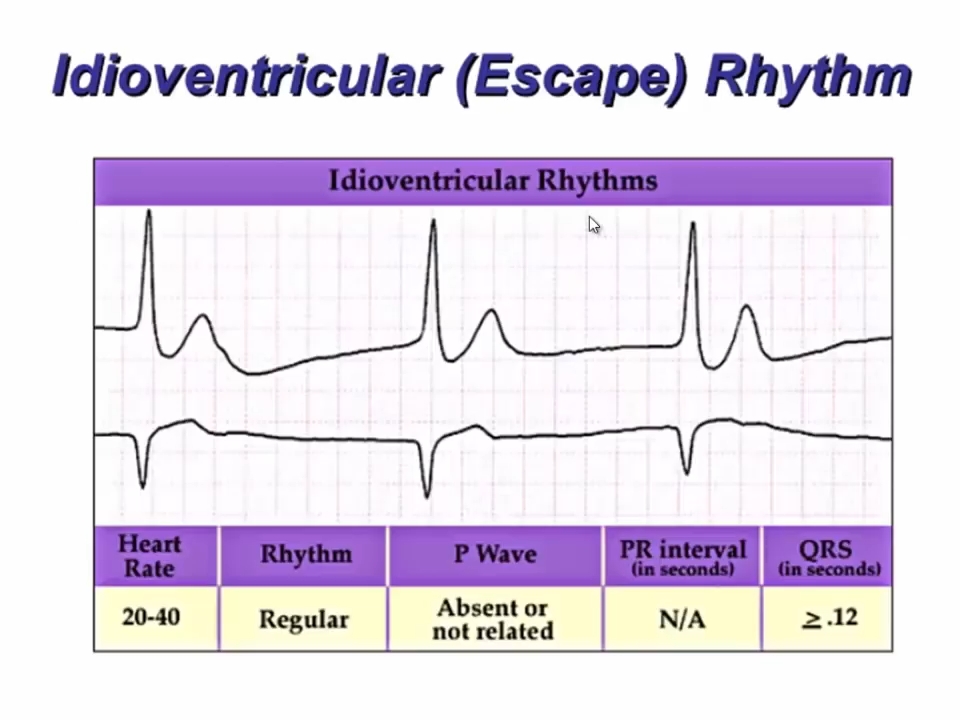 Idioventricular (Escape) Rhythm
Idioventricular Rhythms
Heart Rate
Rhythm
P Wave
PR interval (in seconds)
QRS (in seconds)
20-40
Regular
Absent or not related
N/A
≥ .12